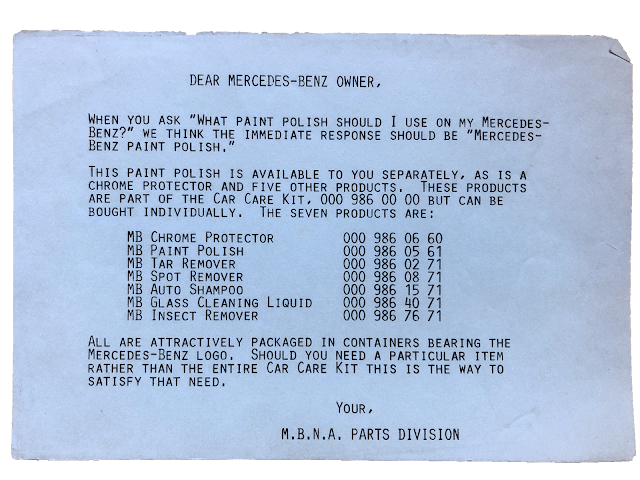 DEAR MERCEDES-BENZ OWNER,
WHEN YOU ASK "WHAT PAINT POLISH SHOULD I USE ON MY MERCEDES-
BENZ?" WE THINK THE IMMEDIATE RESPONSE SHOULD BE "MERCEDES-
BENZ PAINT POLISH."
THIS PAINT POLISH IS AVAILABLE TO YOU SEPARATELY, AS IS A
CHROME PROTECTOR AND FIVE OTHER PRODUCTS. THESE PRODUCTS
ARE PART OF THE CAR CARE KIT, 000 986 00 00 BUT CAN BE
BOUGHT INDIVIDUALLY. THE SEVEN PRODUCTS ARE:
MB CHROME PROTECTOR 000 986 06 60
MB PAINT POLISH 000 986 05 61
MB TAR REMOVER 000 986 02 71
MB SPOT REMOVER 000 986 08 71
MB AUTO SHAMPOO 000 986 15 71
MB GLASS CLEANING LIQUID 000 986 40 71
MB INSECT REMOVER 000 986 76 71
ALL ARE ATTRACTIVELY PACKAGED IN CONTAINERS BEARING THE
MERCEDES-BENZ LOGO. SHOULD YOU NEED A PARTICULAR ITEM
RATHER THAN THE ENTIRE CAR CARE KIT THIS IS THE WAY TO
SATISFY THAT NEED.
YOUR,
M.B.N.A. PARTS DIVISION